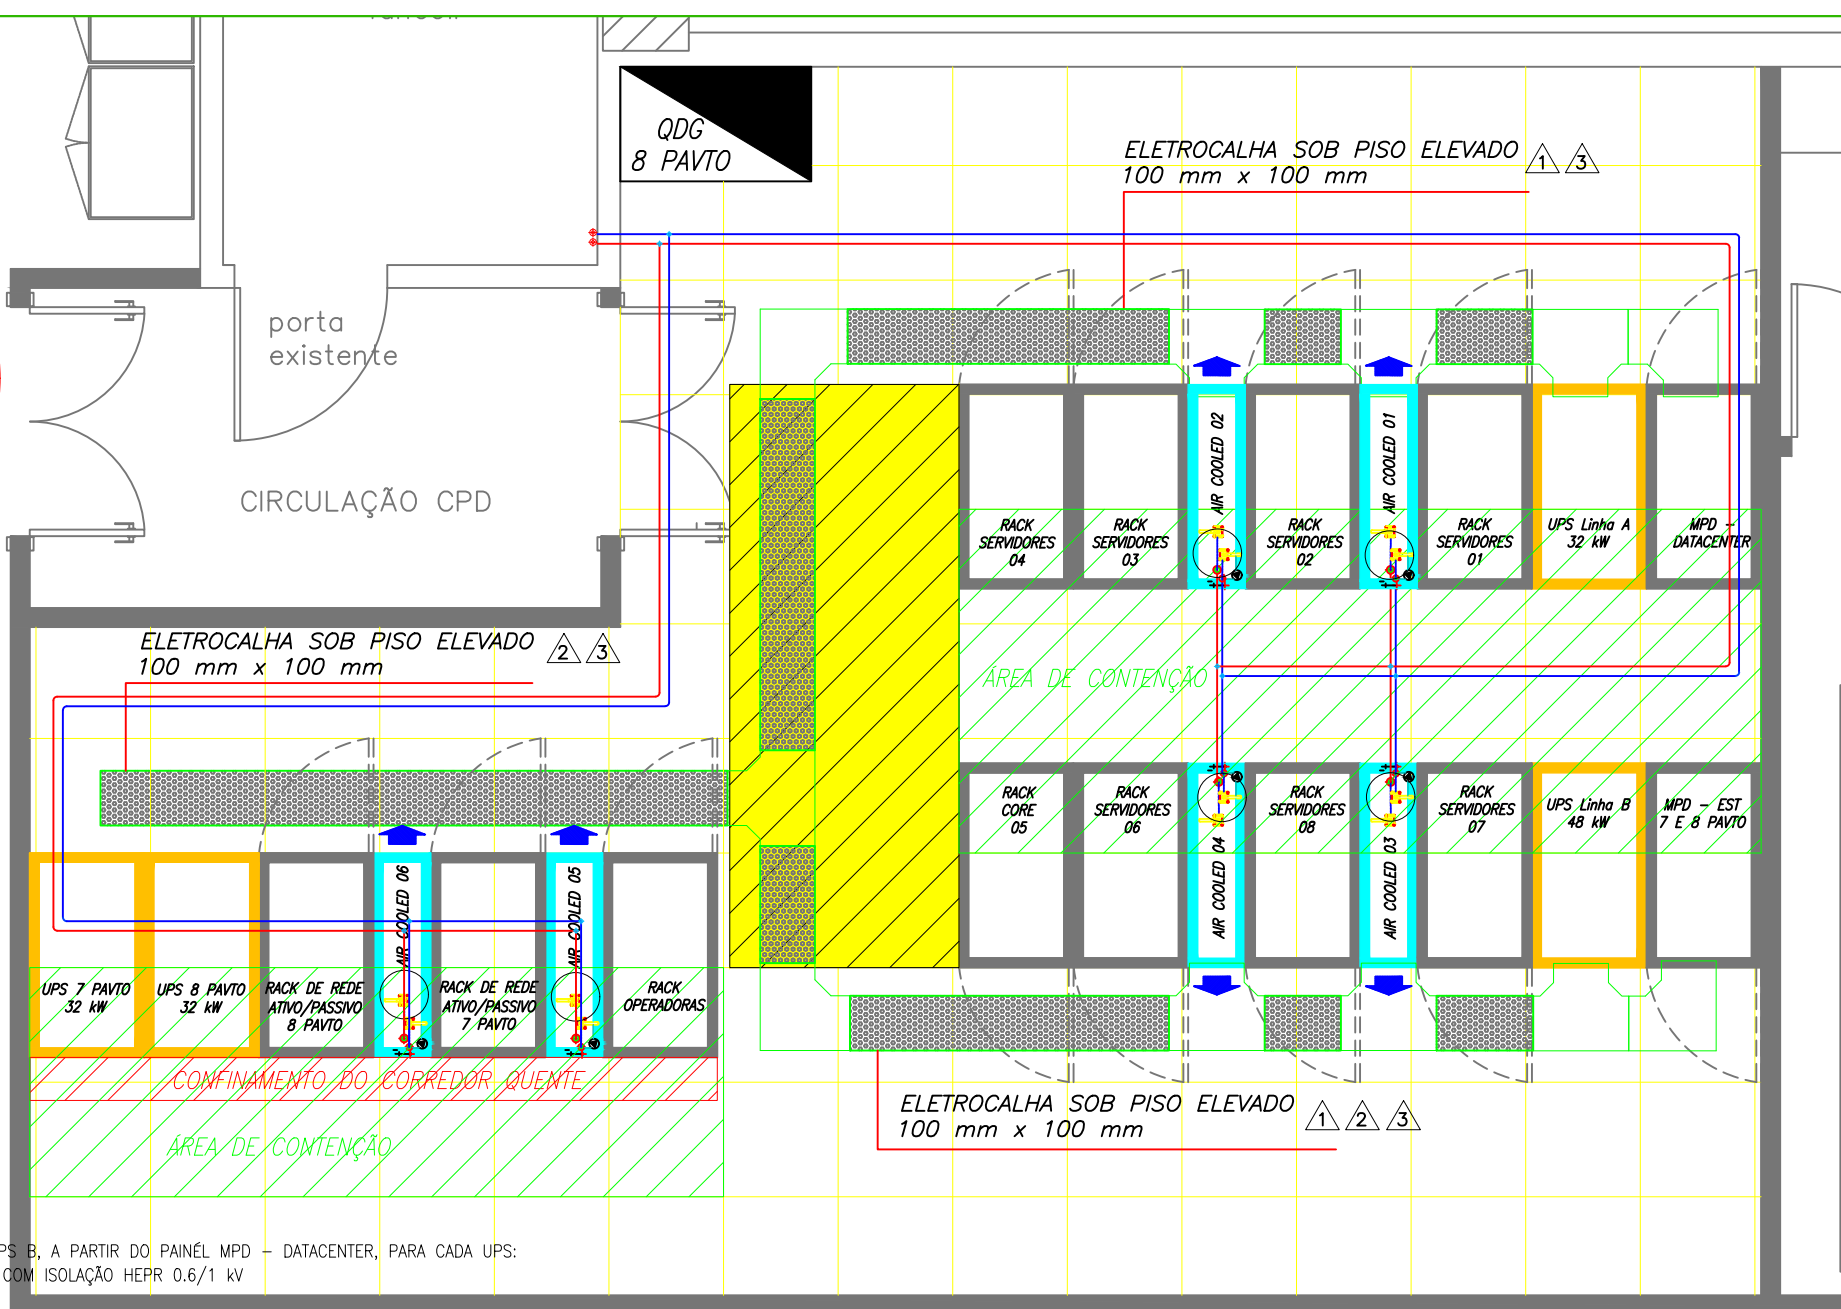 QDG
8 PAVTO
ELETROCALHA SOB PISO ELEVADO 1 3
100 mm x 100 mm
porta
existente
CIRCULAÇÃO CPD
AIR COOLED 02
AIR COOLED 01
RACK
SERVIDORES
04
RACK
SERVIDORES
03
RACK
SERVIDORES
02
RACK
SERVIDORES
01
UPS Linha A
32 kW
MPD -
DATACENTER
ELETROCALHA SOB PISO ELEVADO 2 3
100 mm x 100 mm
ÁREA DE CONTENÇÃO
RACK
CORE
05
RACK
SERVIDORES
06
RACK
SERVIDORES
08
RACK
SERVIDORES
07
UPS Linha B
48 kW
MPD - EST
7 E 8 PAVTO
AIR COOLED 04
AIR COOLED 03
AIR COOLED 06
AIR COOLED 05
UPS 7 PAVTO
32 kW
UPS 8 PAVTO
32 kW
RACK DE REDE
ATIVO/PASSIVO
8 PAVTO
RACK DE REDE
ATIVO/PASSIVO
7 PAVTO
RACK
OPERADORAS
CONFINAMENTO DO CORREDOR QUENTE
ÁREA DE CONTENÇÃO
ELETROCALHA SOB PISO ELEVADO 1 2 3
100 mm x 100 mm
B, A PARTIR DO PAINÉL MPD - DATACENTER, PARA CADA UPS:
COM ISOLAÇÃO HEPR 0.6/1 kV